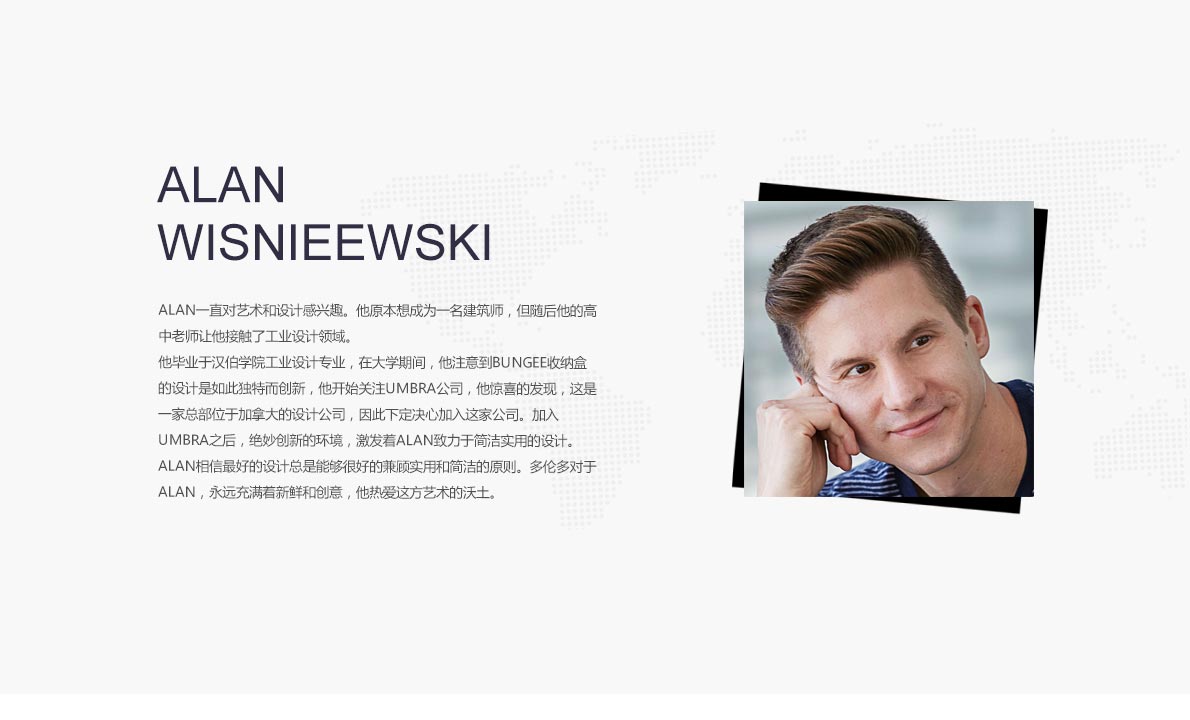 ALAN
WISNIEEWSKI
ALAN一直对艺术和设计感兴趣。他原本想成为一名建筑师，但随后他的高
中老师让他接触了工业设计领域。
他毕业于汉伯学院工业设计专业，在大学期间，他注意到BUNGEE收纳盒
的设计是如此独特而创新，他开始关注UMBRA公司，他惊喜的发现，这是
一家总部位于加拿大的设计公司，因此下定决心加入这家公司。加入
UMBRA之后，绝妙创新的环境，激发着ALAN致力于简洁实用的设计。
ALAN相信最好的设计总是能够很好的兼顾实用和简洁的原则。多伦多对于
ALAN，永远充满着新鲜和创意，他热爱这方艺术的沃土。